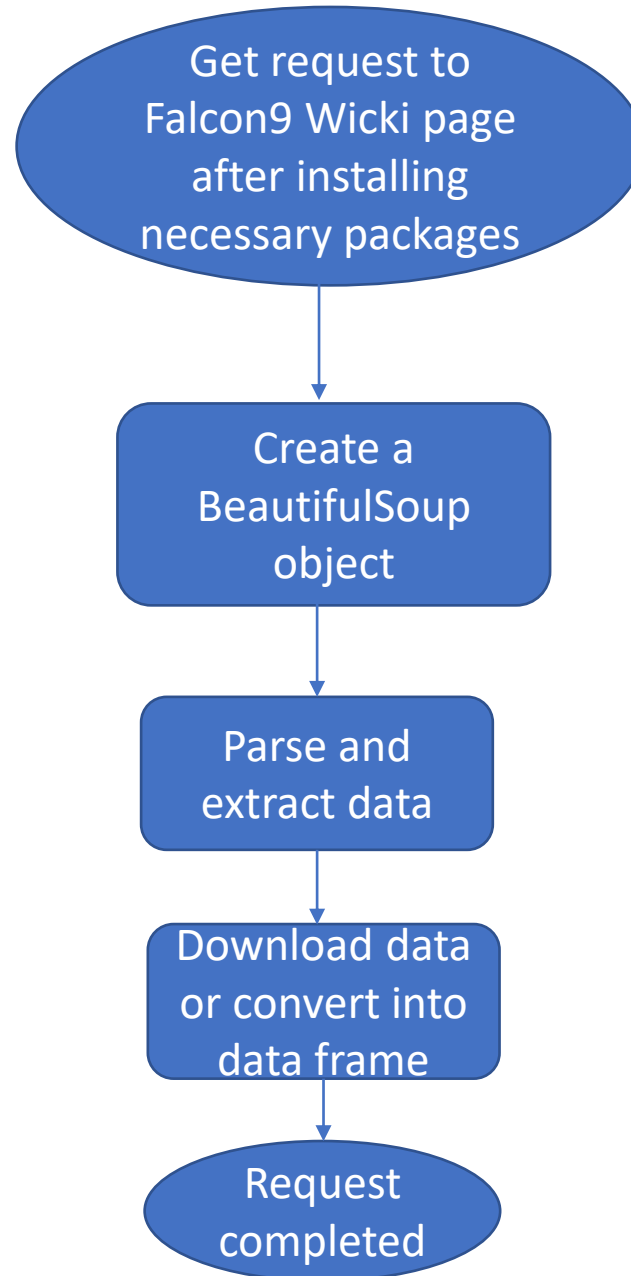 Get request to
Falcon9 Wicki page
after installing
necessary packages
Create a
BeautifulSoup
object
Parse and
extract data
Download data
or convert into
data frame
Request
completed